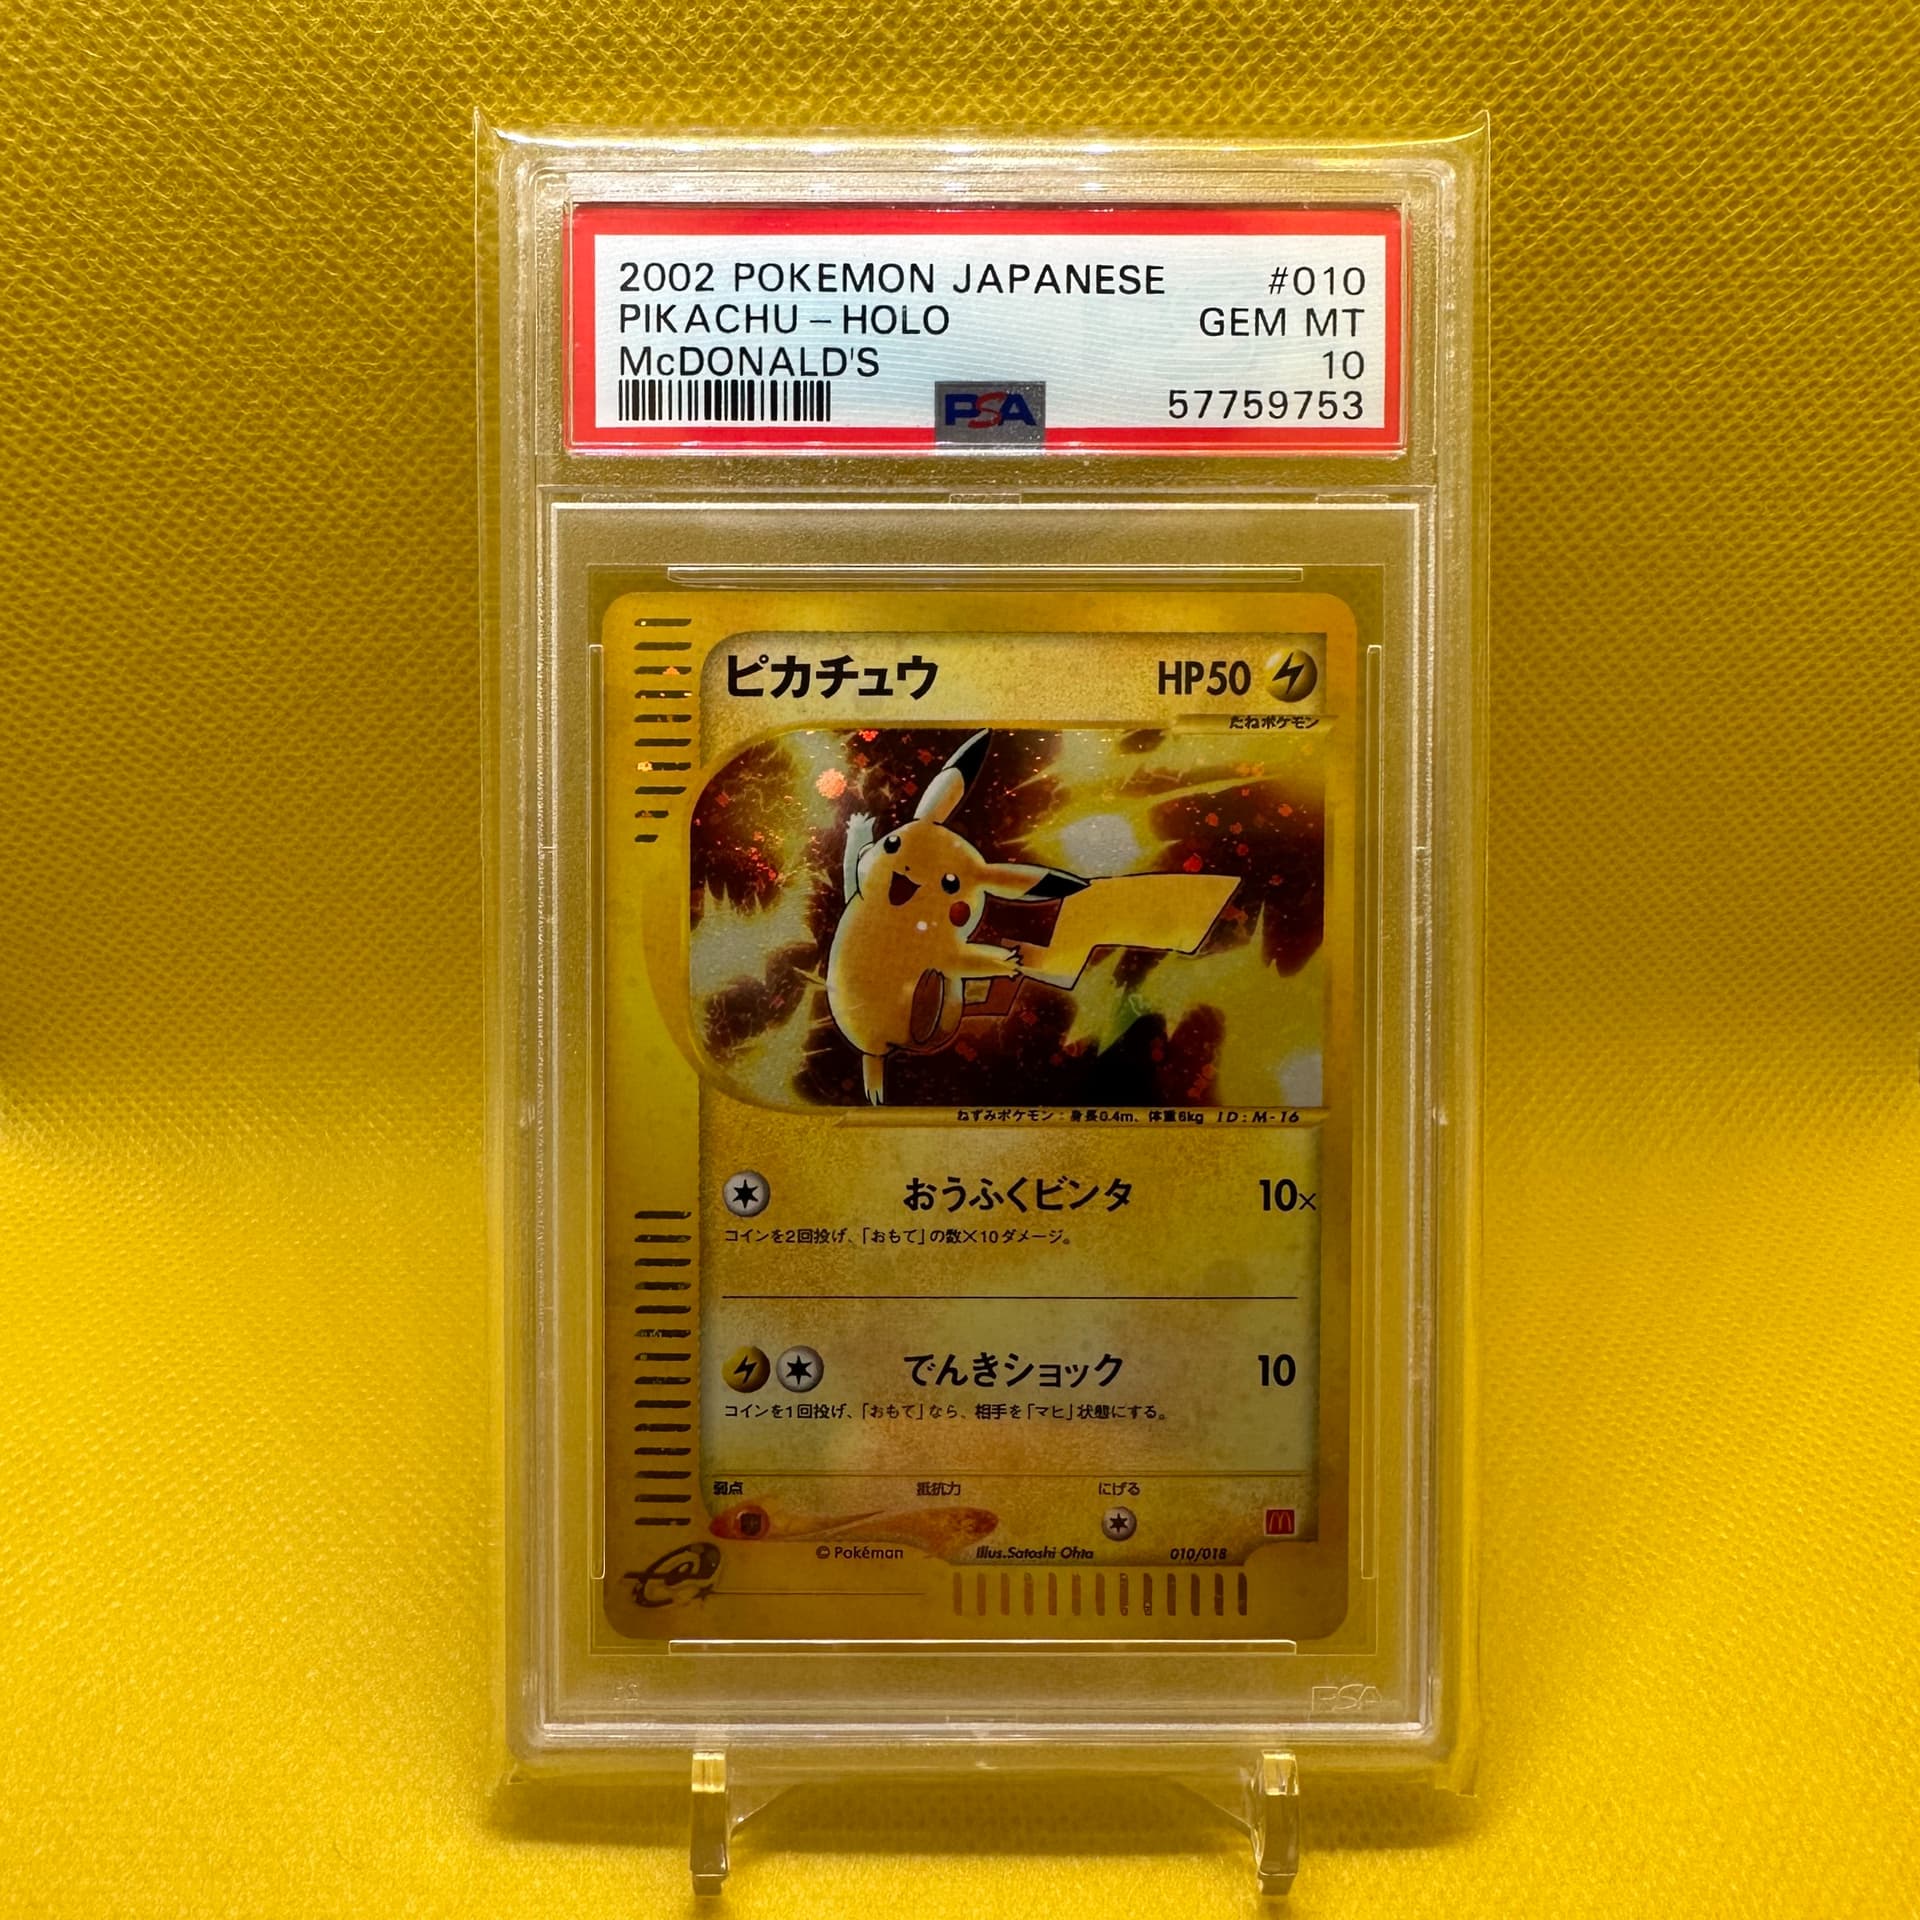 2002 POKEMON JAPANESE #010
PIKACHU - HOLO GEM MT
McDONALD'S 10
PSA 57759753
ピカチュウ HP50
たねポケモン
ねずみポケモン:身長0.4m、体重6kg ID:M-16
おうふくビンタ 10×
コインを2回投げ、「おもて」の数×10ダメージ。
でんきショック 10
コインを1回投げ、「おもて」なら、相手を「マヒ」状態にする。
弱点 抵抗力 にげる
© Pokémon Illus.Satoshi Ohta 010/018
PSA